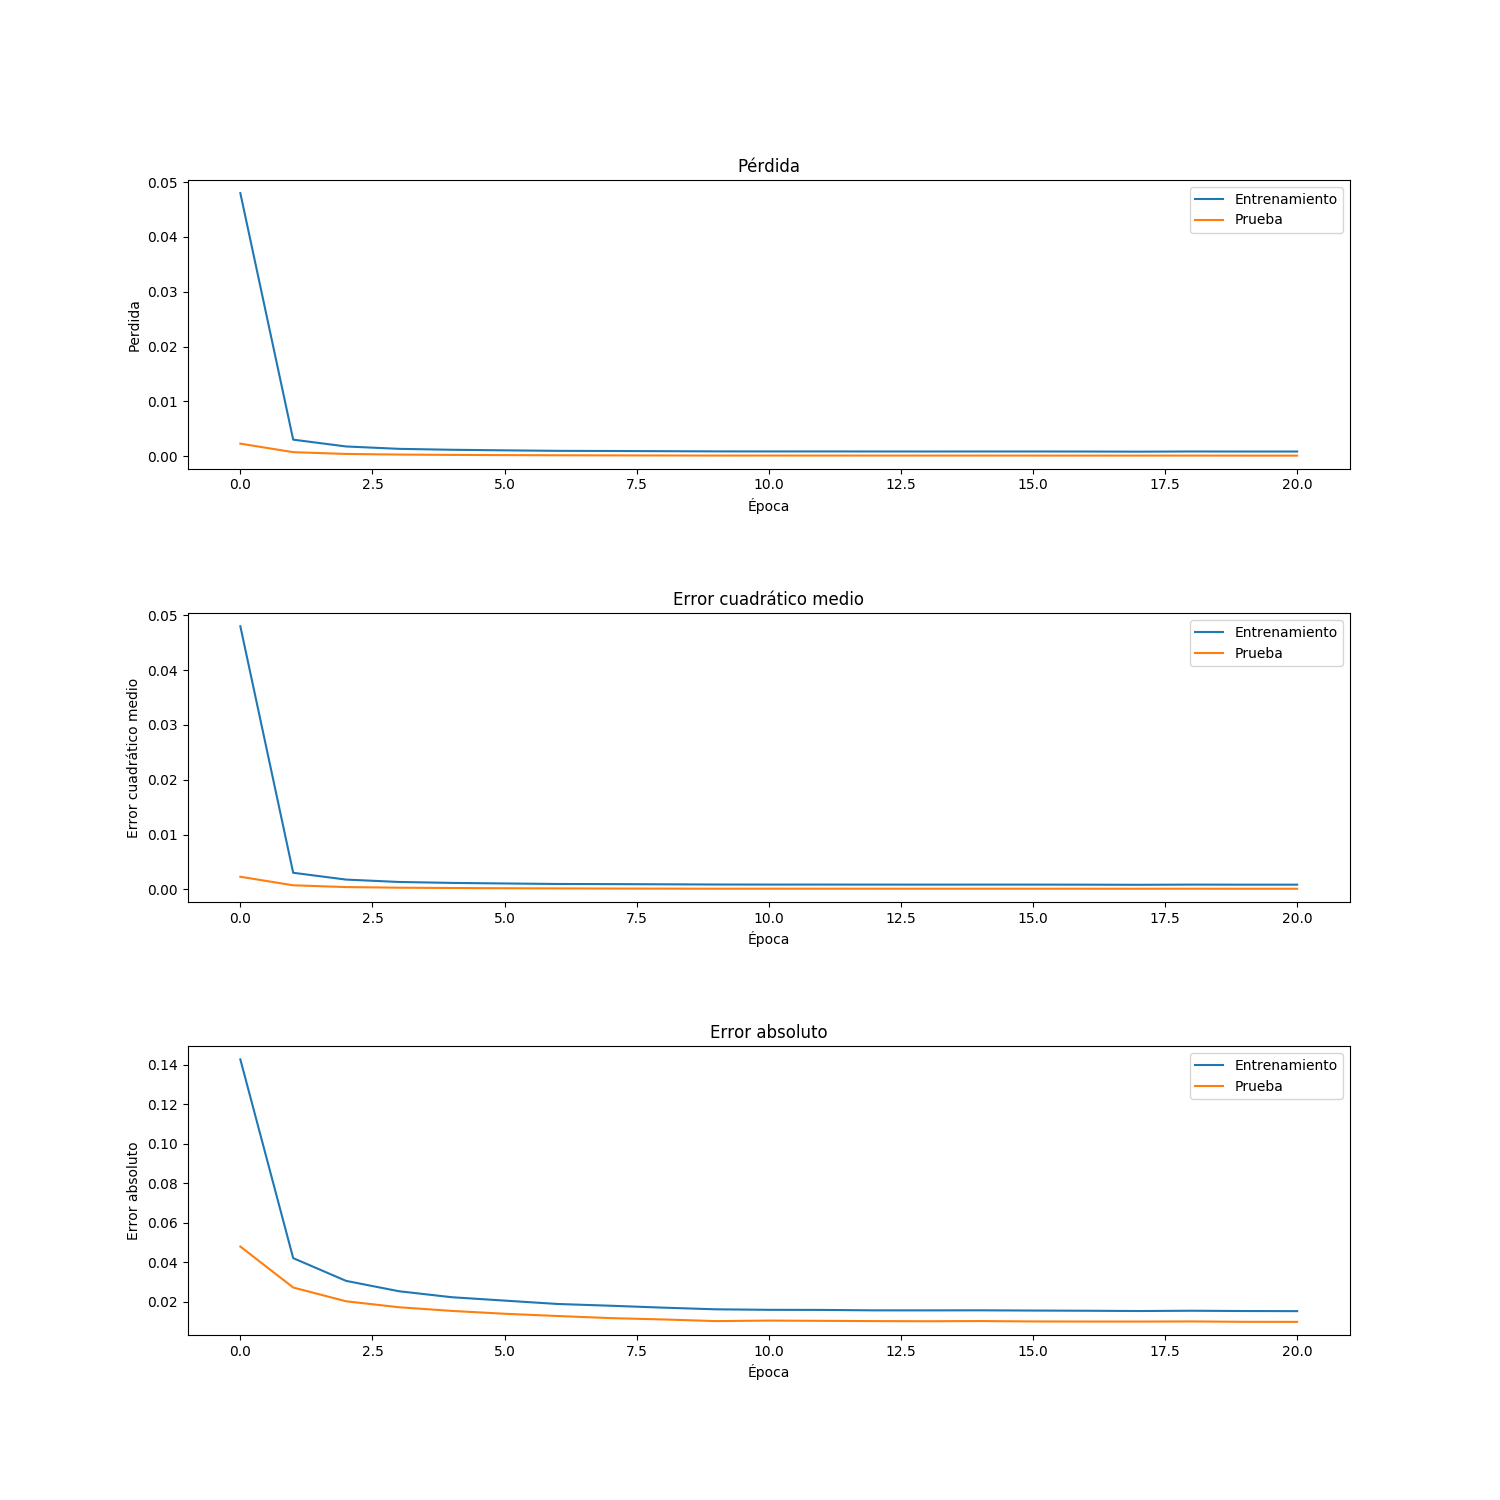 Pérdida
0.05
0.04
0.03
0.02
0.01
0.00
Perdida
Entrenamiento
Prueba
0.0 2.5 5.0 7.5 10.0 12.5 15.0 17.5 20.0
Época
Error cuadrático medio
0.05
0.04
0.03
0.02
0.01
0.00
Error cuadrático medio
Entrenamiento
Prueba
0.0 2.5 5.0 7.5 10.0 12.5 15.0 17.5 20.0
Época
Error absoluto
0.14
0.12
0.10
0.08
0.06
0.04
0.02
Error absoluto
Entrenamiento
Prueba
0.0 2.5 5.0 7.5 10.0 12.5 15.0 17.5 20.0
Época